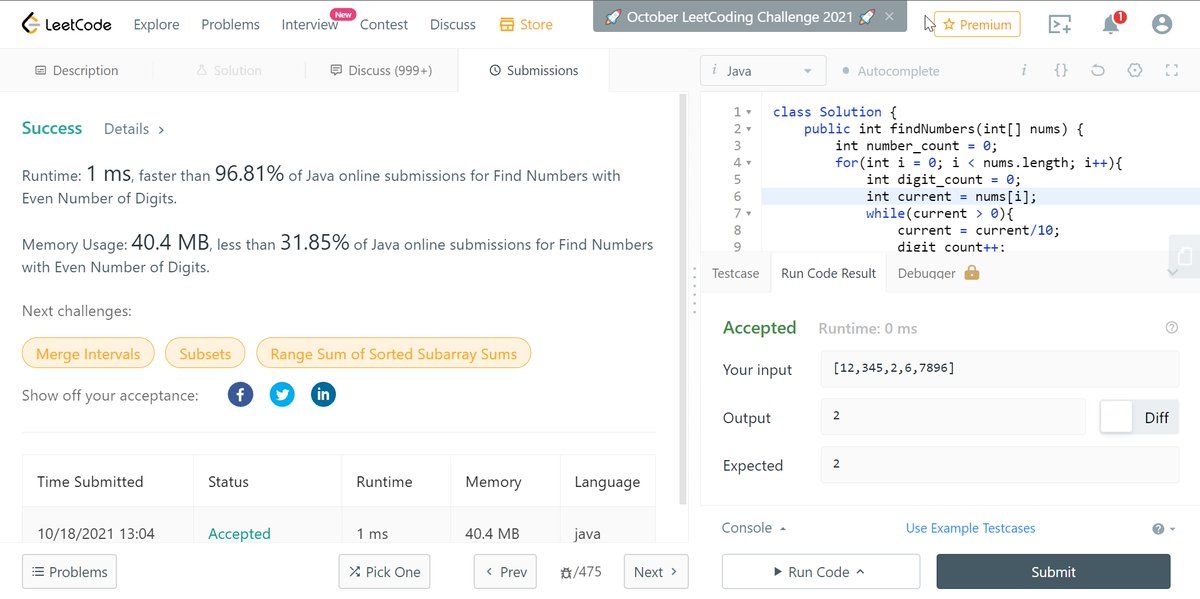 LeetCode
Explore
Problems
Interview
New
Contest
Discuss
Store
🚀 October LeetCoding Challenge 2021 🚀 ×
Premium
1
Description
Solution
Discuss (999+)
Submissions
Success
Details >
Runtime: 1 ms, faster than 96.81% of Java online submissions for Find Numbers with
Even Number of Digits.
Memory Usage: 40.4 MB, less than 31.85% of Java online submissions for Find Numbers
with Even Number of Digits.
Next challenges:
Merge Intervals
Subsets
Range Sum of Sorted Subarray Sums
Show off your acceptance:
Time Submitted
Status
Runtime
Memory
Language
10/18/2021 13:04
Accepted
1 ms
40.4 MB
java
Problems
Pick One
< Prev
/475
Next >
i Java
Autocomplete
i {}
1 class Solution {
2 public int findNumbers(int[] nums) {
3 int number_count = 0;
4 for(int i = 0; i < nums.length; i++){
5 int digit_count = 0;
6 int current = nums[i];
7 while(current > 0){
8 current = current/10;
9 digit_count++;
Testcase
Run Code Result
Debugger
Accepted
Runtime: 0 ms
Your input
[12,345,2,6,7896]
Output
2
Diff
Expected
2
Console
Use Example Testcases
Run Code
Submit